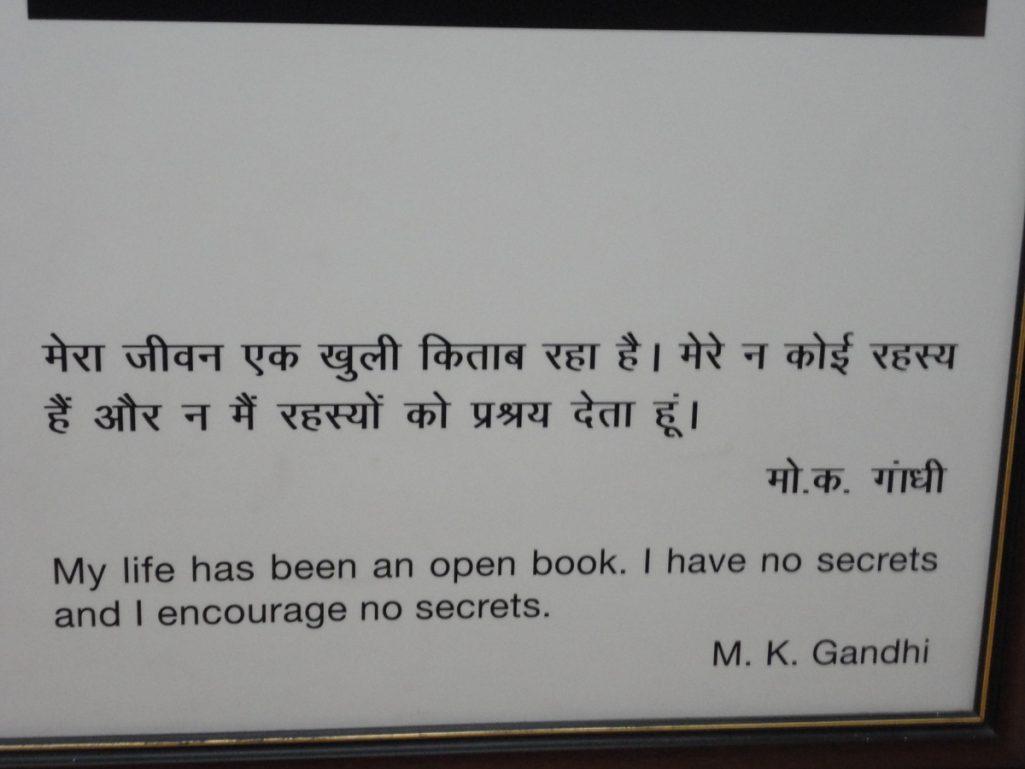 मेरा जीवन एक खुली किताब रहा है। मेरे न कोई रहस्य
हैं और न मैं रहस्यों को प्रश्रय देता हूं।
मो.क. गांधी
My life has been an open book. I have no secrets
and I encourage no secrets.
M. K. Gandhi